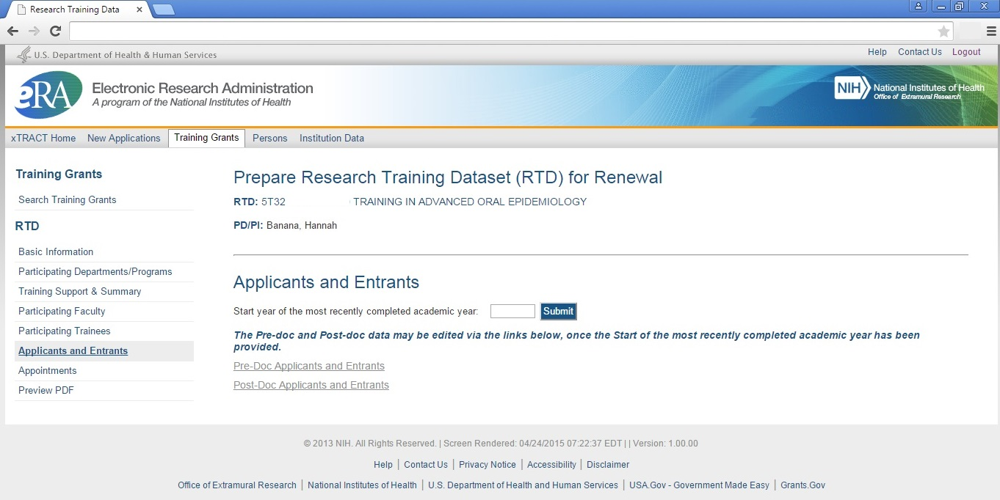 Research Training Data
U.S. Department of Health & Human Services
Help Contact Us Logout
eRA
Electronic Research Administration
A program of the National Institutes of Health
NIH
National Institutes of Health
Office of Extramural Research
xTRACT Home New Applications Training Grants Persons Institution Data
Training Grants
Search Training Grants
RTD
Basic Information
Participating Departments/Programs
Training Support & Summary
Participating Faculty
Participating Trainees
Applicants and Entrants
Appointments
Preview PDF
Prepare Research Training Dataset (RTD) for Renewal
RTD: 5T32 TRAINING IN ADVANCED ORAL EPIDEMIOLOGY
PD/PI: Banana, Hannah
Applicants and Entrants
Start year of the most recently completed academic year: Submit
The Pre-doc and Post-doc data may be edited via the links below, once the Start of the most recently completed academic year has been
provided.
Pre-Doc Applicants and Entrants
Post-Doc Applicants and Entrants
© 2013 NIH. All Rights Reserved. | Screen Rendered: 04/24/2015 07:22:37 EDT | | Version: 1.00.00
Help | Contact Us | Privacy Notice | Accessibility | Disclaimer
Office of Extramural Research | National Institutes of Health | U.S. Department of Health and Human Services | USA.Gov - Government Made Easy | Grants.Gov